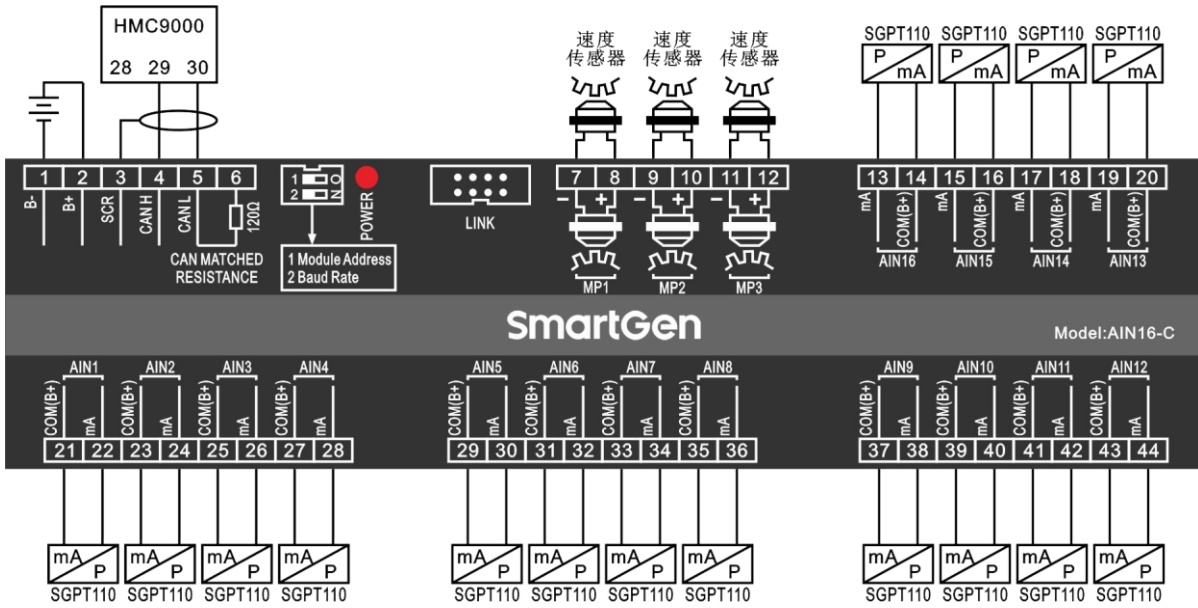 HMC9000
28 29 30
速度
传感器
速度
传感器
速度
传感器
SGPT110 SGPT110 SGPT110 SGPT110
P mA P mA P mA P mA
1 2 3 4 5 6
B-
B+
SCR
CAN H
CAN L
120Ω
CAN MATCHED
RESISTANCE
1
2
ON
POWER
1 Module Address
2 Baud Rate
LINK
7 8 9 10 11 12
− + − + − +
MP1 MP2 MP3
13 14 15 16 17 18 19 20
mA COM(B+) mA COM(B+) mA COM(B+) mA COM(B+)
AIN16 AIN15 AIN14 AIN13
SmartGen
Model:AIN16-C
AIN1 AIN2 AIN3 AIN4
COM(B+) mA COM(B+) mA COM(B+) mA COM(B+) mA
21 22 23 24 25 26 27 28
mA P mA P mA P mA P
SGPT110 SGPT110 SGPT110 SGPT110
AIN5 AIN6 AIN7 AIN8
COM(B+) mA COM(B+) mA COM(B+) mA COM(B+) mA
29 30 31 32 33 34 35 36
mA P mA P mA P mA P
SGPT110 SGPT110 SGPT110 SGPT110
AIN9 AIN10 AIN11 AIN12
COM(B+) mA COM(B+) mA COM(B+) mA COM(B+) mA
37 38 39 40 41 42 43 44
mA P mA P mA P mA P
SGPT110 SGPT110 SGPT110 SGPT110